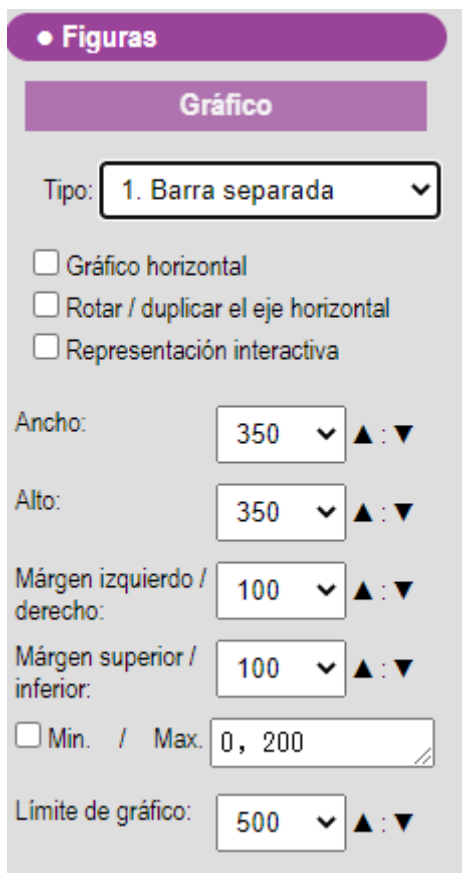 ● Figuras
Gráfico
Tipo: 1. Barra separada
Gráfico horizontal
Rotar / duplicar el eje horizontal
Representación interactiva
Ancho: 350 ▲ : ▼
Alto: 350 ▲ : ▼
Márgen izquierdo /
derecho: 100 ▲ : ▼
Márgen superior /
inferior: 100 ▲ : ▼
Min. / Max. 0, 200
Límite de gráfico: 500 ▲ : ▼